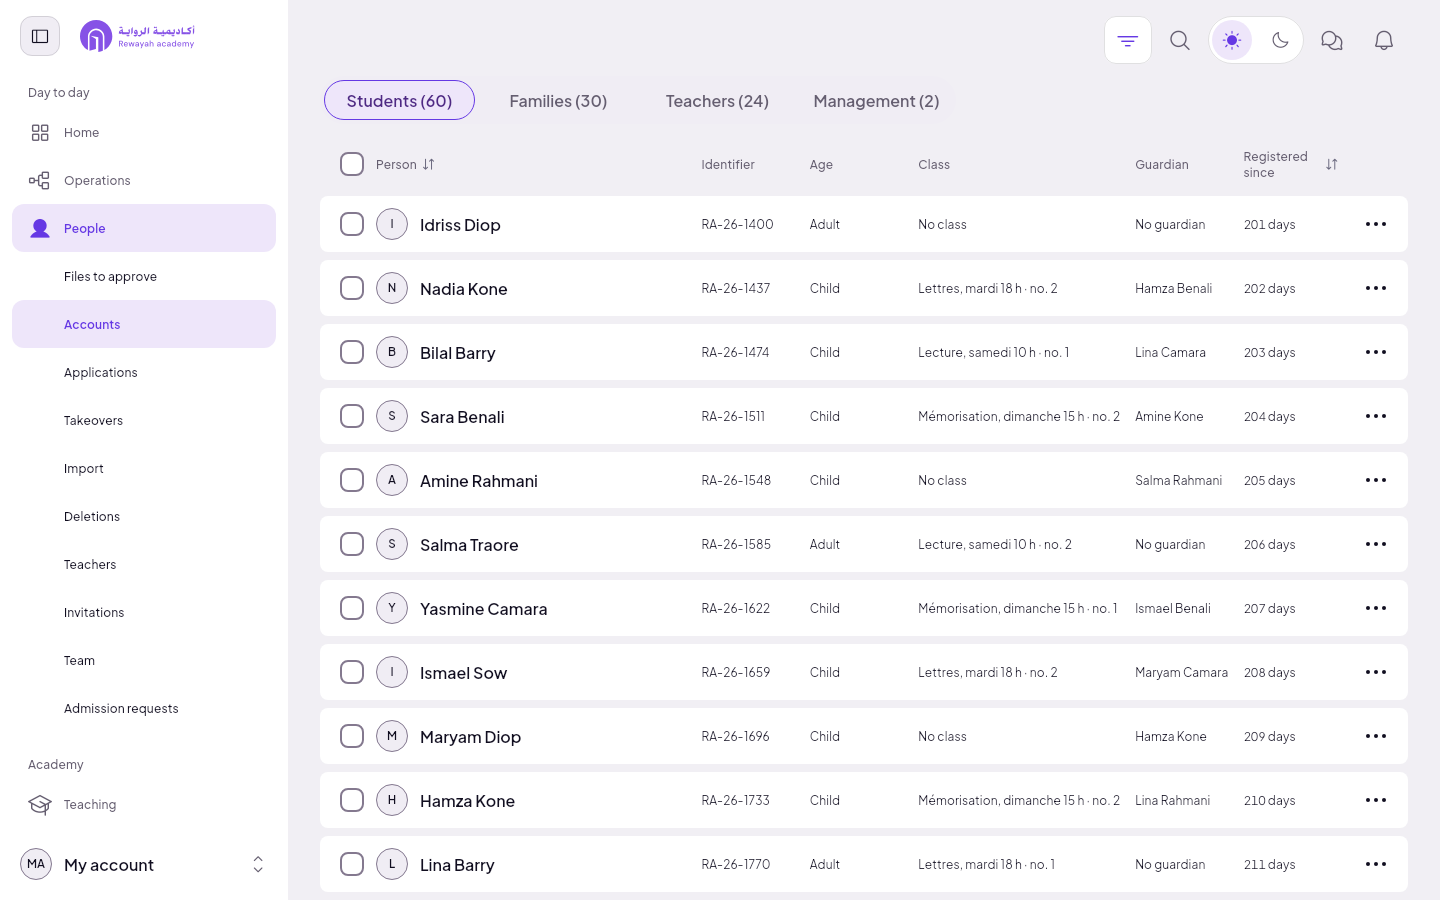 أكاديمية الرواية
Rewayah academy
Day to day
Home
Operations
People
Files to approve
Accounts
Applications
Takeovers
Import
Deletions
Teachers
Invitations
Team
Admission requests
Academy
Teaching
MA My account
Students (60) Families (30) Teachers (24) Management (2)
Person Identifier Age Class Guardian Registered since
I Idriss Diop RA-26-1400 Adult No class No guardian 201 days
N Nadia Kone RA-26-1437 Child Lettres, mardi 18 h · no. 2 Hamza Benali 202 days
B Bilal Barry RA-26-1474 Child Lecture, samedi 10 h · no. 1 Lina Camara 203 days
S Sara Benali RA-26-1511 Child Mémorisation, dimanche 15 h · no. 2 Amine Kone 204 days
A Amine Rahmani RA-26-1548 Child No class Salma Rahmani 205 days
S Salma Traore RA-26-1585 Adult Lecture, samedi 10 h · no. 2 No guardian 206 days
Y Yasmine Camara RA-26-1622 Child Mémorisation, dimanche 15 h · no. 1 Ismael Benali 207 days
I Ismael Sow RA-26-1659 Child Lettres, mardi 18 h · no. 2 Maryam Camara 208 days
M Maryam Diop RA-26-1696 Child No class Hamza Kone 209 days
H Hamza Kone RA-26-1733 Child Mémorisation, dimanche 15 h · no. 2 Lina Rahmani 210 days
L Lina Barry RA-26-1770 Adult Lettres, mardi 18 h · no. 1 No guardian 211 days